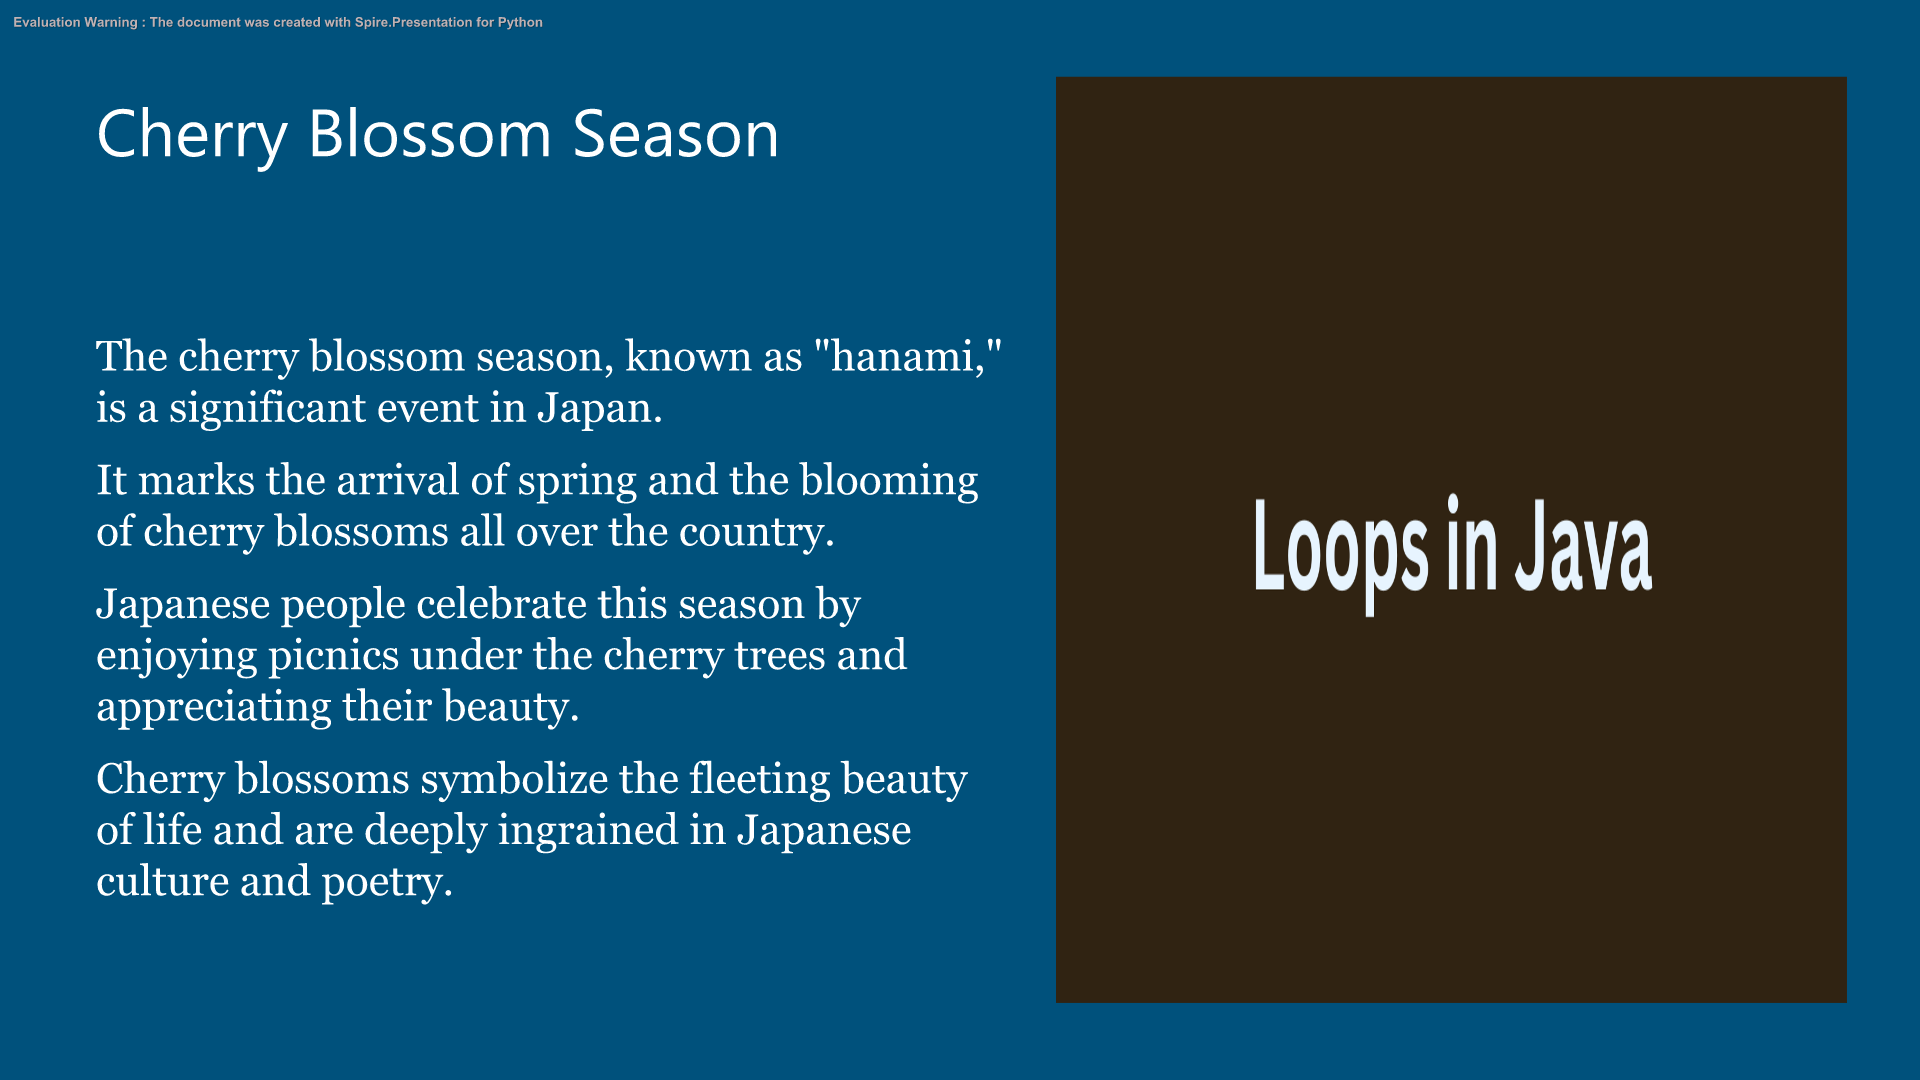 Evaluation Warning : The document was created with Spire.Presentation for Python
Cherry Blossom Season
The cherry blossom season, known as "hanami,"
is a significant event in Japan.
It marks the arrival of spring and the blooming
of cherry blossoms all over the country.
Japanese people celebrate this season by
enjoying picnics under the cherry trees and
appreciating their beauty.
Cherry blossoms symbolize the fleeting beauty
of life and are deeply ingrained in Japanese
culture and poetry.
Loops in Java